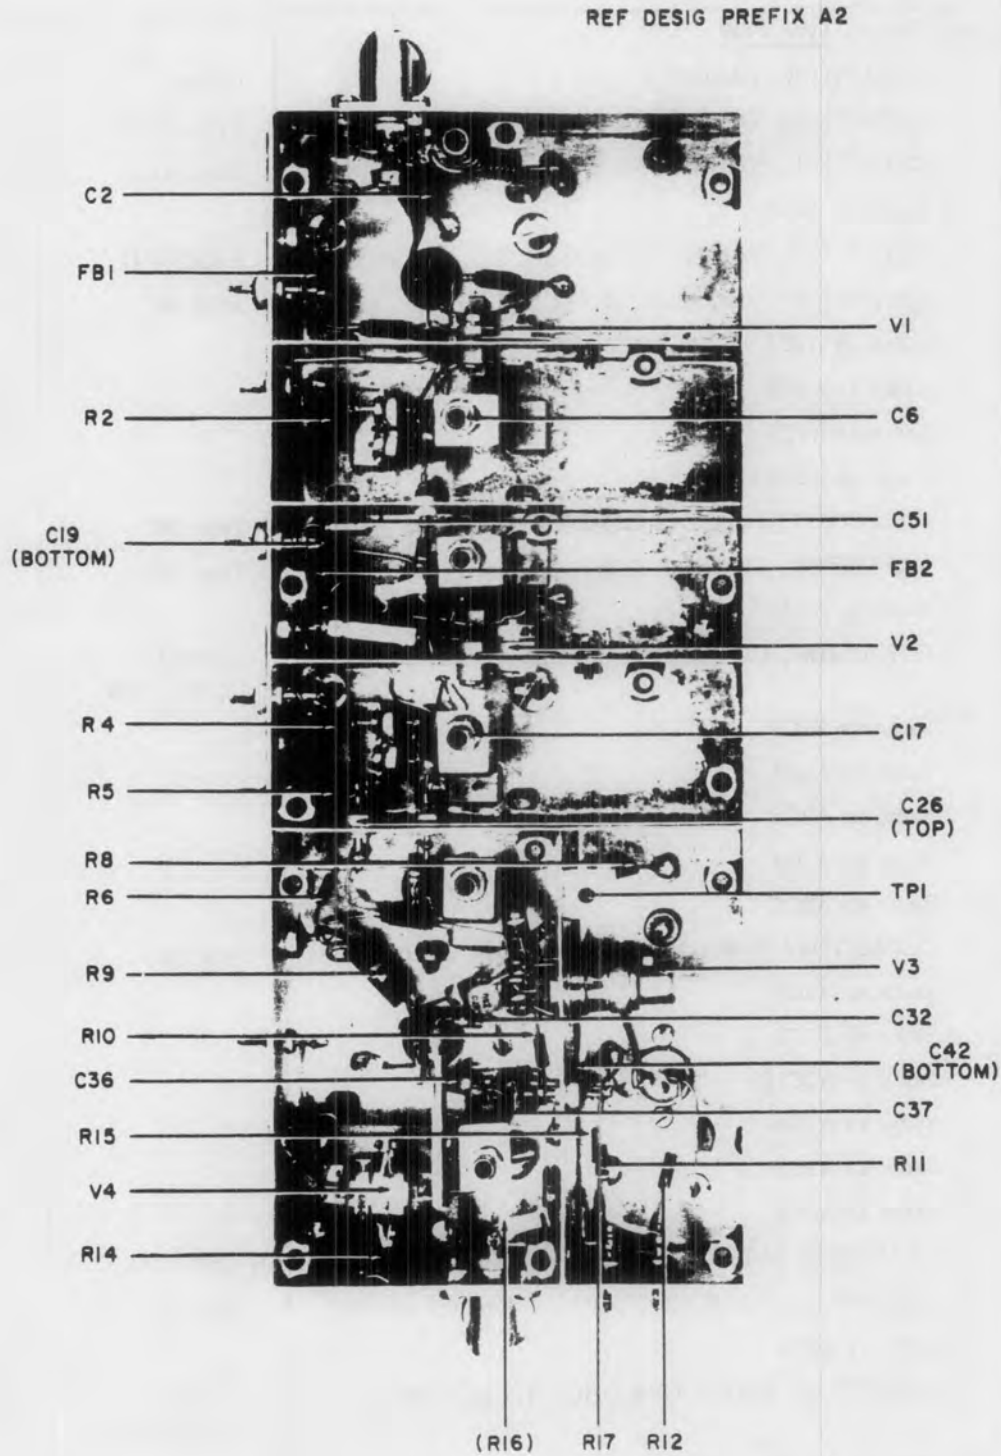 REF DESIG PREFIX A2
C2
FB1
V1
R2
C6
C51
C19
(BOTTOM)
FB2
V2
R4
C17
R5
C26
(TOP)
R8
R6
TP1
R9
V3
R10
C32
C42
(BOTTOM)
C36
C37
R15
R11
V4
R14
(R16) R17 R12